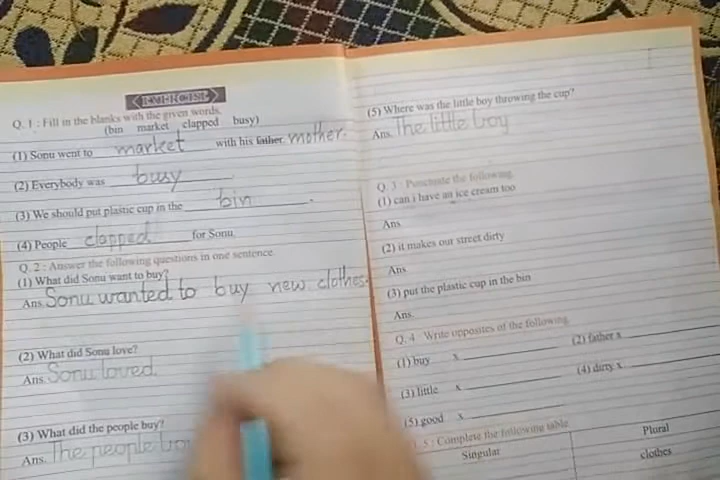 EXERCISE
Q. 1 : Fill in the blanks with the given words.
(bin market clapped busy)
(1) Sonu went to market with his father. mother.
(2) Everybody was busy
(3) We should put plastic cup in the bin.
(4) People clapped for Sonu.
Q. 2 : Answer the following questions in one sentence
(1) What did Sonu want to buy?
Ans. Sonu wanted to buy new clothes.
(2) What did Sonu love?
Ans. Sonu loved
(3) What did the people buy?
Ans. The people
(5) Where was the little boy throwing the cup?
Ans. The little boy
Q. 3 : Punctuate the following.
(1) can i have an ice cream too
Ans
(2) it makes our street dirty
Ans
(3) put the plastic cup in the bin
Ans.
Q. 4 Write opposites of the following.
(1) buy x (2) father x
(3) little x (4) dirty x
(5) good x
5 : Complete the following table
Singular Plural
clothes